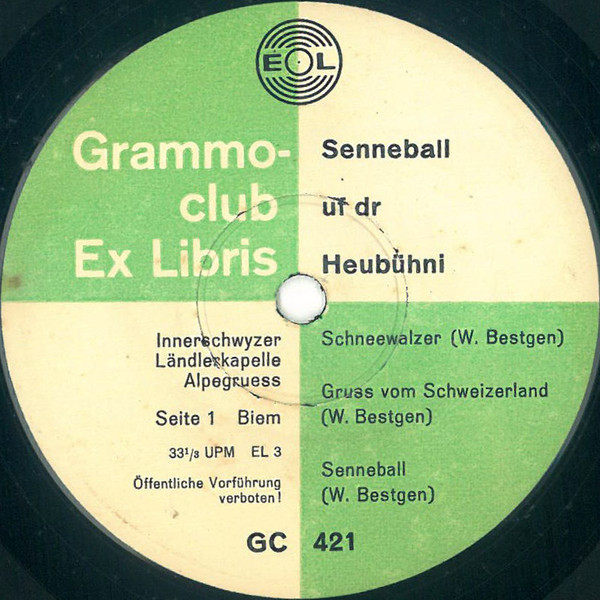 EOL
Grammo-
club
Ex Libris
Senneball
uf dr
Heubühni
Innerschwyzer
Ländlerkapelle
Alpegruess
Seite 1 Biem
33¹/₃ UPM EL 3
Öffentliche Vorführung
verboten!
Schneewalzer (W. Bestgen)
Gruss vom Schweizerland
(W. Bestgen)
Senneball
(W. Bestgen)
GC 421